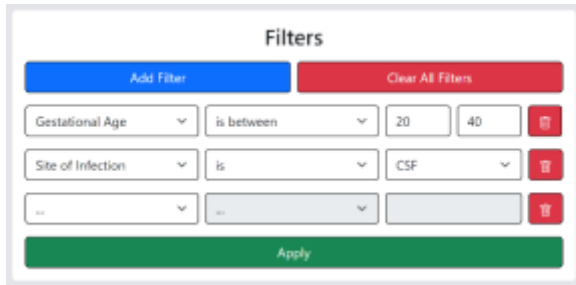 Filters
Add Filter Clear All Filters
Gestational Age is between 20 40
Site of Infection is CSF
... ...
Apply